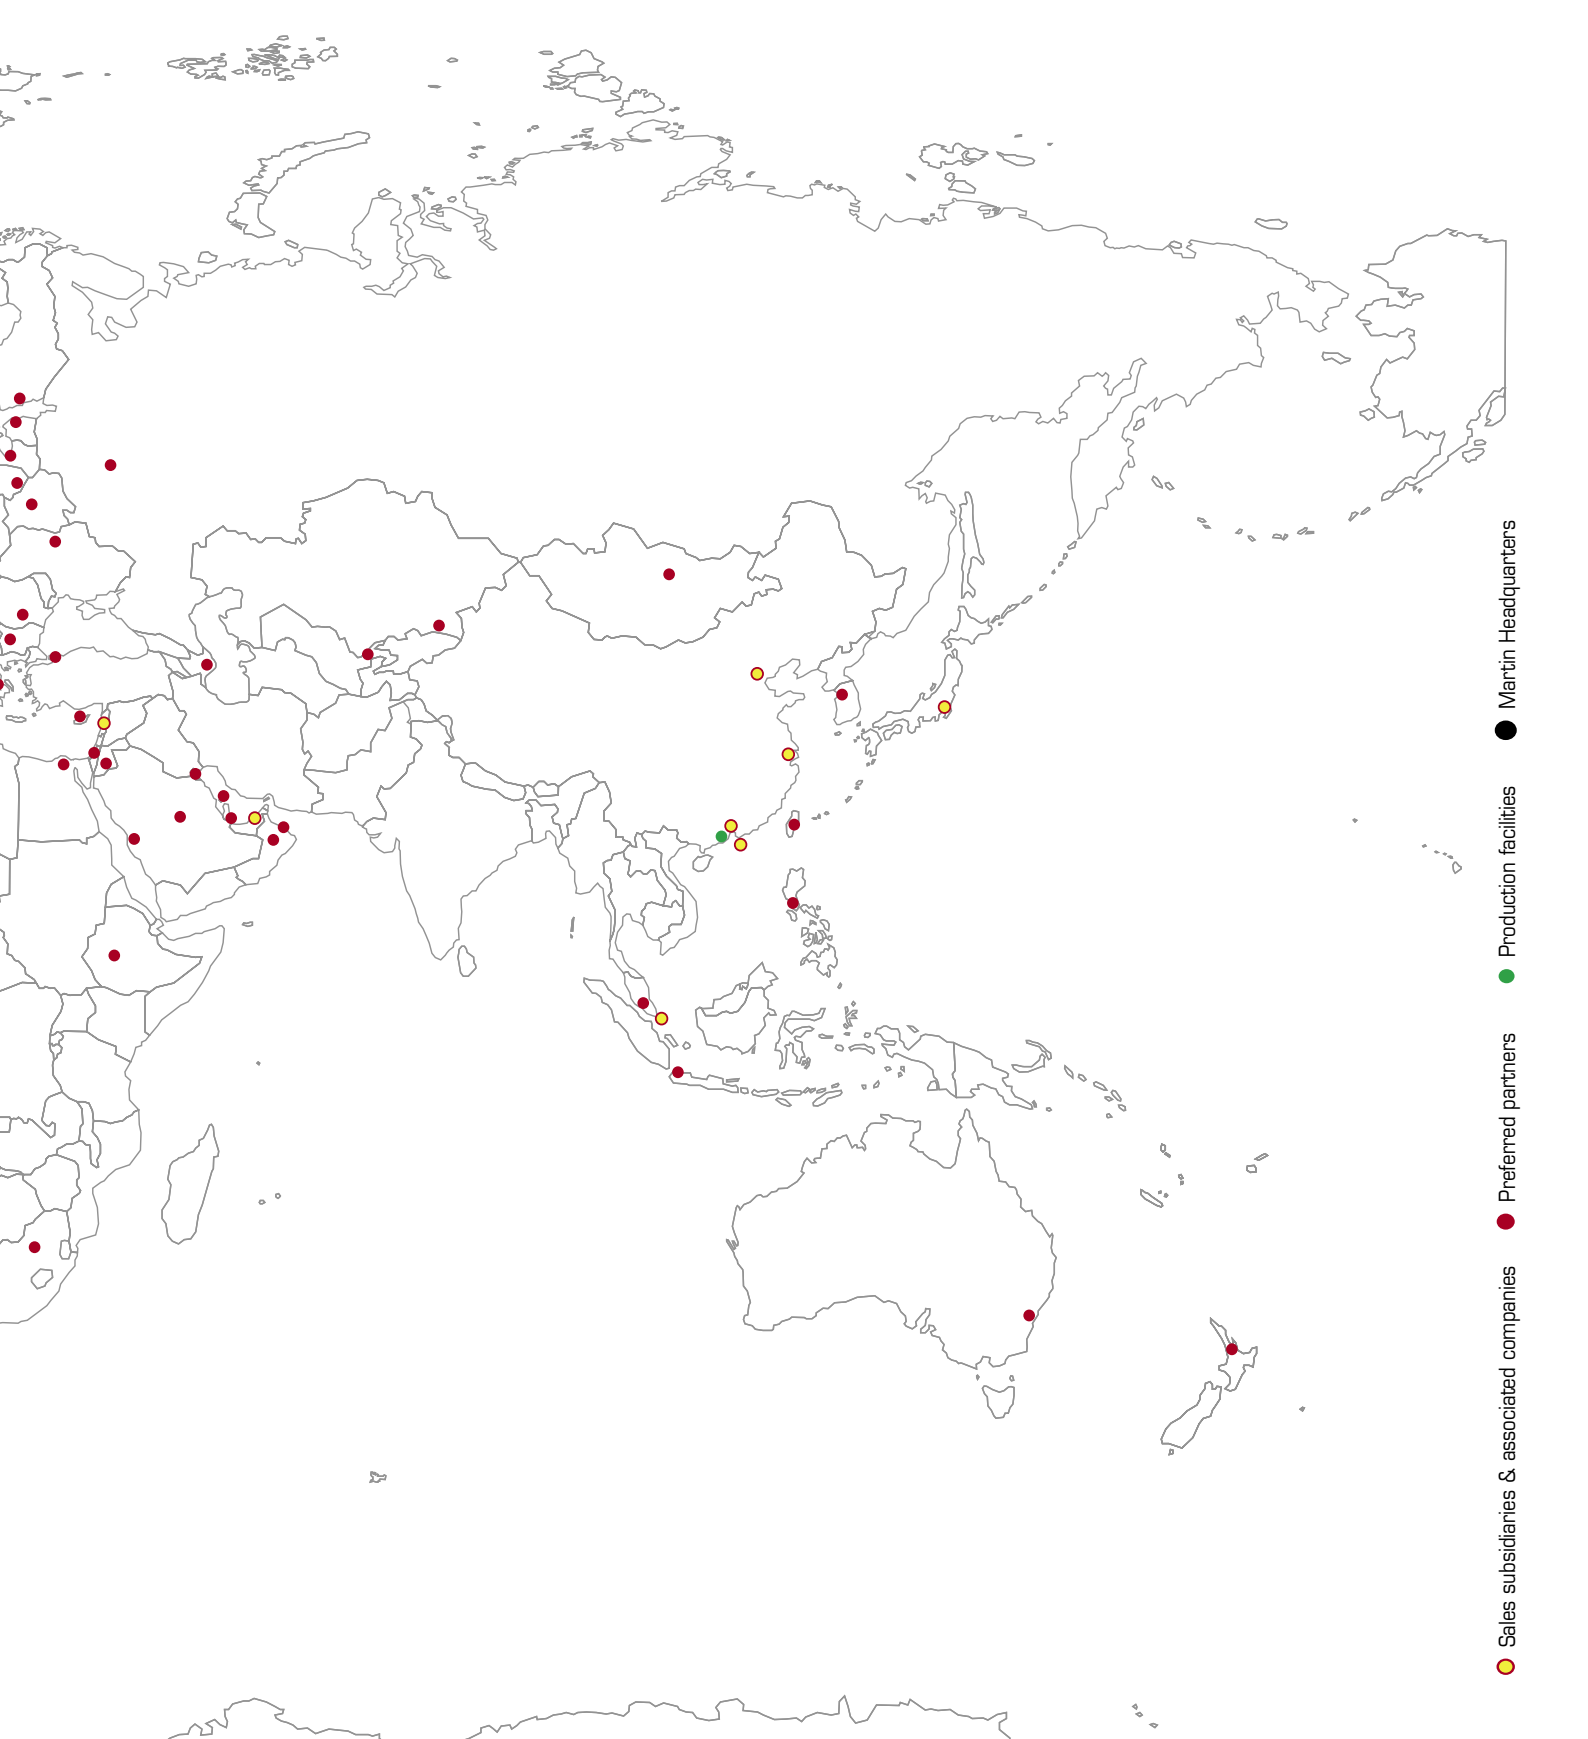 Sales subsidiaries & associated companies
Preferred partners
Production facilities
Martin Headquarters